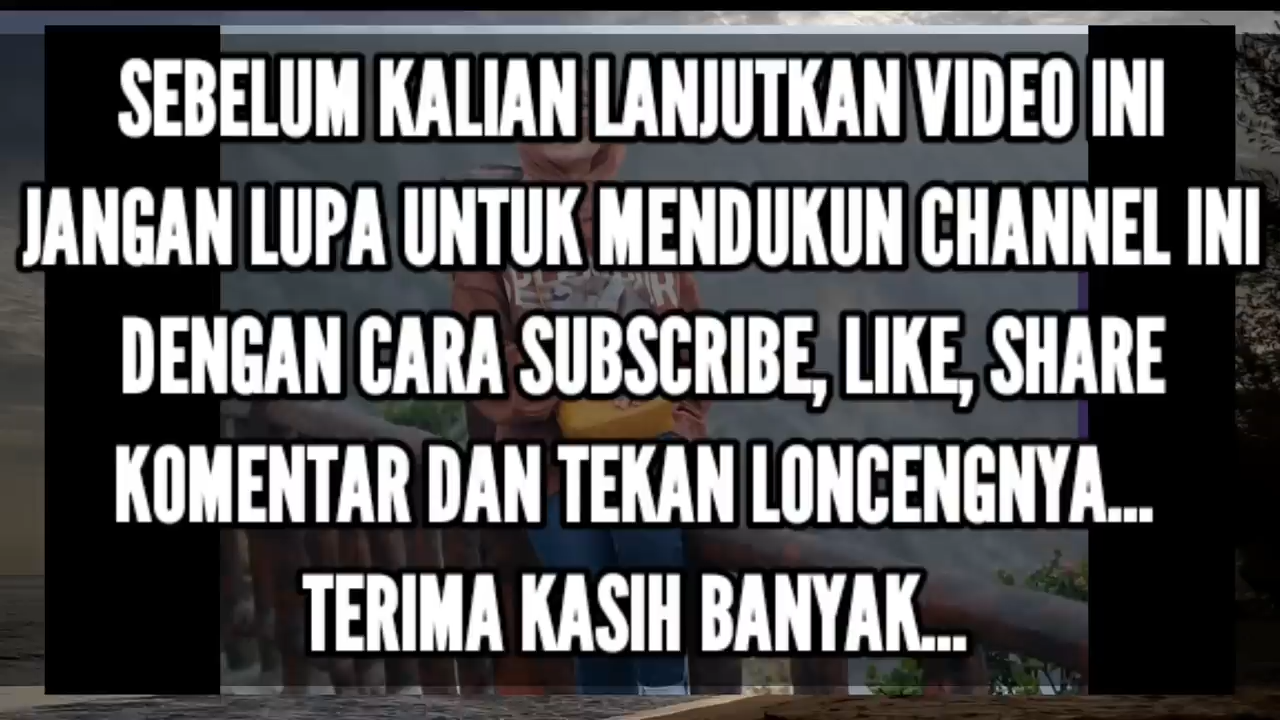 SEBELUM KALIAN LANJUTKAN VIDEO INI
JANGAN LUPA UNTUK MENDUKUN CHANNEL INI
DENGAN CARA SUBSCRIBE, LIKE, SHARE
KOMENTAR DAN TEKAN LONCENGNYA...
TERIMA KASIH BANYAK...